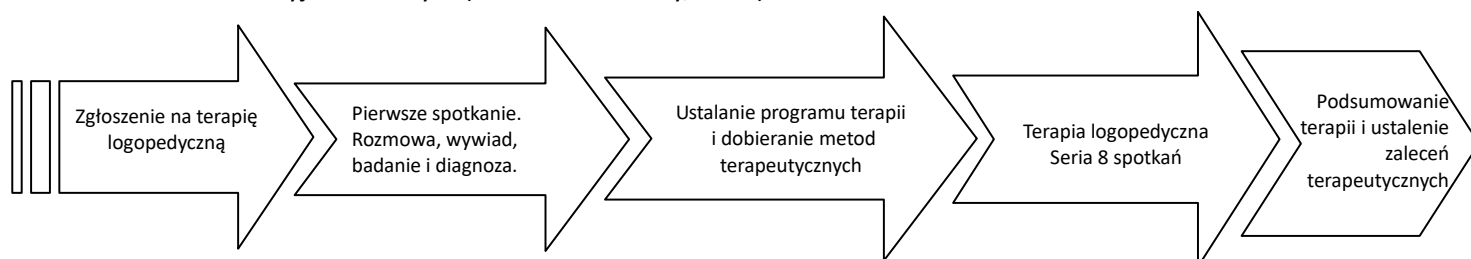 Zgłoszenie na terapię
logopedyczną
Pierwsze spotkanie.
Rozmowa, wywiad,
badanie i diagnoza.
Ustalanie programu terapii
i dobieranie metod
terapeutycznych
Terapia logopedyczna
Seria 8 spotkań
Podsumowanie
terapii i ustalenie
zaleceń
terapeutycznych